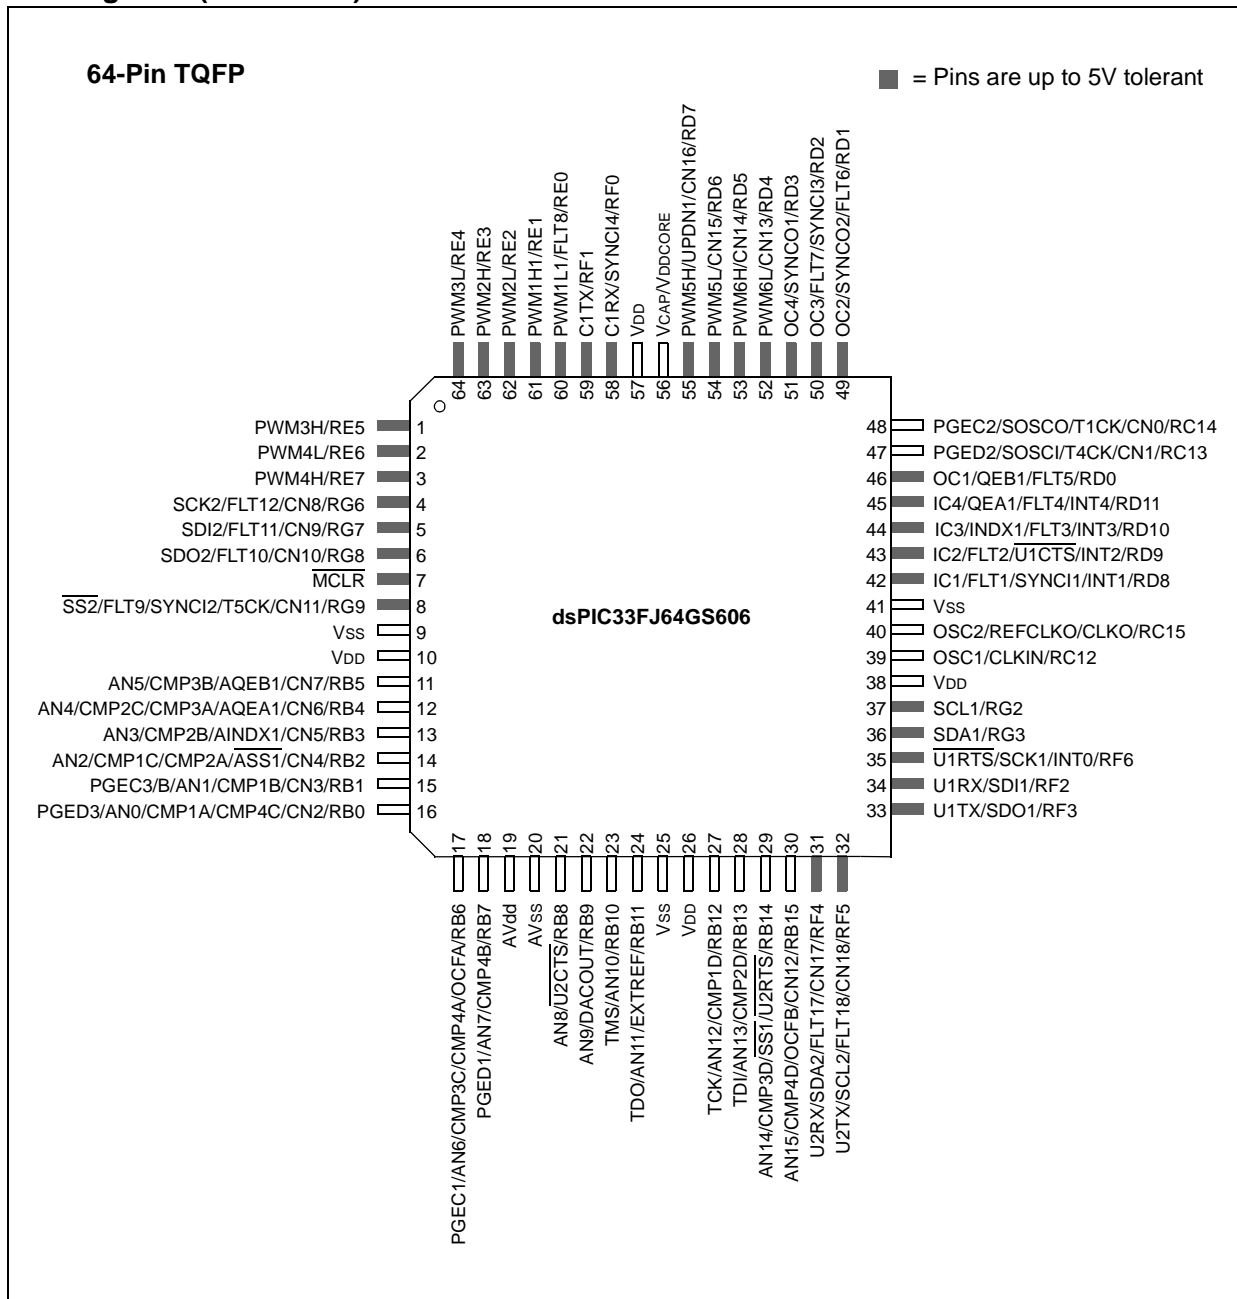 64-Pin TQFP
= Pins are up to 5V tolerant
PWM3L/RE4
PWM2H/RE3
PWM2L/RE2
PWM1H1/RE1
PWM1L1/FLT8/RE0
C1TX/RF1
C1RX/SYNCI4/RF0
VDD
VCAP/VDDCORE
PWM5H/UPDN1/CN16/RD7
PWM5L/CN15/RD6
PWM6H/CN14/RD5
PWM6L/CN13/RD4
OC4/SYNCO1/RD3
OC3/FLT7/SYNCI3/RD2
OC2/SYNCO2/FLT6/RD1
64 63 62 61 60 59 58 57 56 55 54 53 52 51 50 49
PWM3H/RE5 1
PWM4L/RE6 2
PWM4H/RE7 3
SCK2/FLT12/CN8/RG6 4
SDI2/FLT11/CN9/RG7 5
SDO2/FLT10/CN10/RG8 6
MCLR 7
SS2/FLT9/SYNCI2/T5CK/CN11/RG9 8
VSS 9
VDD 10
AN5/CMP3B/AQEB1/CN7/RB5 11
AN4/CMP2C/CMP3A/AQEA1/CN6/RB4 12
AN3/CMP2B/AINDX1/CN5/RB3 13
AN2/CMP1C/CMP2A/ASS1/CN4/RB2 14
PGEC3/B/AN1/CMP1B/CN3/RB1 15
PGED3/AN0/CMP1A/CMP4C/CN2/RB0 16
dsPIC33FJ64GS606
48 PGEC2/SOSCO/T1CK/CN0/RC14
47 PGED2/SOSCI/T4CK/CN1/RC13
46 OC1/QEB1/FLT5/RD0
45 IC4/QEA1/FLT4/INT4/RD11
44 IC3/INDX1/FLT3/INT3/RD10
43 IC2/FLT2/U1CTS/INT2/RD9
42 IC1/FLT1/SYNCI1/INT1/RD8
41 VSS
40 OSC2/REFCLKO/CLKO/RC15
39 OSC1/CLKIN/RC12
38 VDD
37 SCL1/RG2
36 SDA1/RG3
35 U1RTS/SCK1/INT0/RF6
34 U1RX/SDI1/RF2
33 U1TX/SDO1/RF3
17 18 19 20 21 22 23 24 25 26 27 28 29 30 31 32
PGEC1/AN6/CMP3C/CMP4A/OCFA/RB6
PGED1/AN7/CMP4B/RB7
AVdd
AVSS
AN8/U2CTS/RB8
AN9/DACOUT/RB9
TMS/AN10/RB10
TDO/AN11/EXTREF/RB11
VSS
VDD
TCK/AN12/CMP1D/RB12
TDI/AN13/CMP2D/RB13
AN14/CMP3D/SS1/U2RTS/RB14
AN15/CMP4D/OCFB/CN12/RB15
U2RX/SDA2/FLT17/CN17/RF4
U2TX/SCL2/FLT18/CN18/RF5